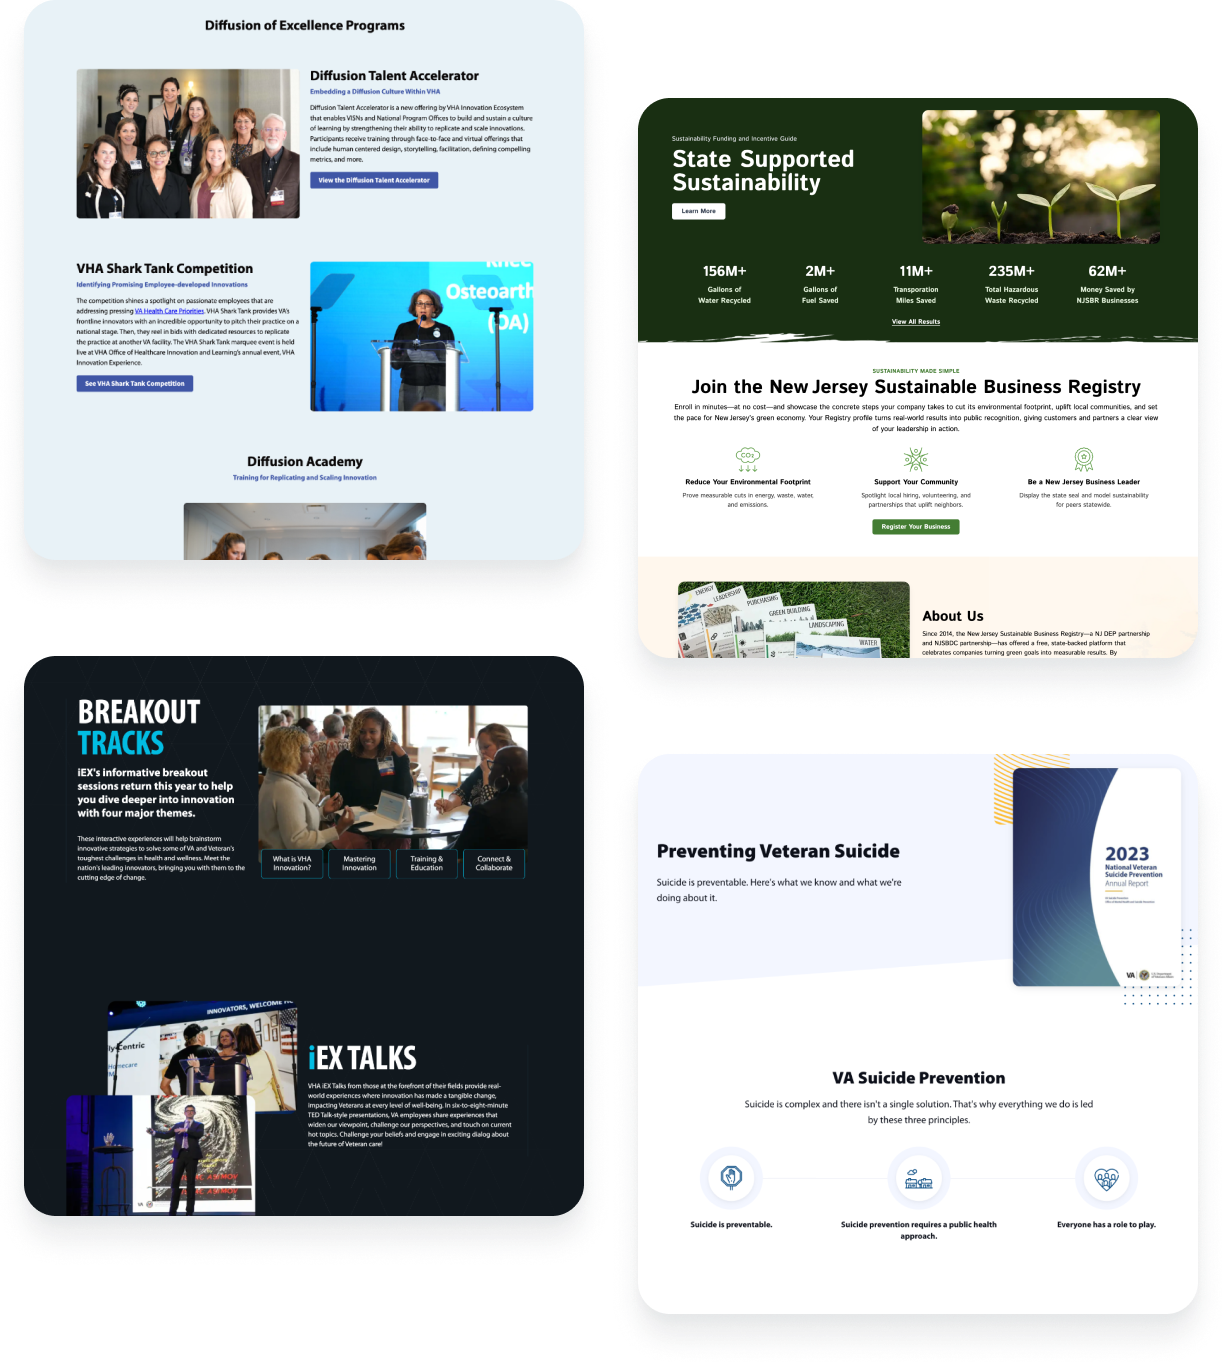 Diffusion of Excellence Programs
Diffusion Talent Accelerator
Embedding a Diffusion Culture Within VHA
Diffusion Talent Accelerator is a new offering by VHA Innovation Ecosystem
that enables VISNs and National Program Offices to build and sustain a culture
of learning by strengthening their ability to replicate and scale innovations.
Participants receive training through face-to-face and virtual offerings that
include human centered design, storytelling, facilitation, defining compelling
metrics, and more.
View the Diffusion Talent Accelerator
VHA Shark Tank Competition
Identifying Promising Employee-developed Innovations
The competition shines a spotlight on passionate employees that are
addressing pressing VA Health Care Priorities. VHA Shark Tank provides VA's
frontline innovators with an incredible opportunity to pitch their practice on a
national stage. Then, they reel in bids with dedicated resources to replicate
the practice at another VA facility. The VHA Shark Tank marquee event is held
live at VHA Office of Healthcare Innovation and Learning's annual event, VHA
Innovation Experience.
See VHA Shark Tank Competition
Knee
Osteoarth
(OA)
Diffusion Academy
Training for Replicating and Scaling Innovation
Sustainability Funding and Incentive Guide
State Supported
Sustainability
Learn More
156M+
Gallons of
Water Recycled
2M+
Gallons of
Fuel Saved
11M+
Transporation
Miles Saved
235M+
Total Hazardous
Waste Recycled
62M+
Money Saved by
NJSBR Businesses
View All Results
SUSTAINABILITY MADE SIMPLE
Join the New Jersey Sustainable Business Registry
Enroll in minutes—at no cost—and showcase the concrete steps your company takes to cut its environmental footprint, uplift local communities, and set
the pace for New Jersey's green economy. Your Registry profile turns real-world results into public recognition, giving customers and partners a clear view
of your leadership in action.
CO2
Reduce Your Environmental Footprint
Prove measurable cuts in energy, waste, water,
and emissions.
Support Your Community
Spotlight local hiring, volunteering, and
partnerships that uplift neighbors.
Be a New Jersey Business Leader
Display the state seal and model sustainability
for peers statewide.
Register Your Business
ENERGY
LEADERSHIP
PURCHASING
GREEN BUILDING
LANDSCAPING
WATER
About Us
Since 2014, the New Jersey Sustainable Business Registry—a NJ DEP partnership
and NJSBDC partnership—has offered a free, state-backed platform that
celebrates companies turning green goals into measurable results. By
BREAKOUT
TRACKS
iEX's informative breakout
sessions return this year to help
you dive deeper into innovation
with four major themes.
These interactive experiences will help brainstorm
innovative strategies to solve some of VA and Veteran's
toughest challenges in health and wellness. Meet the
nation's leading innovators, bringing you with them to the
cutting edge of change.
What is VHA
Innovation?
Mastering
Innovation
Training &
Education
Connect &
Collaborate
INNOVATORS, WELCOME
ly-Centric
Homecare
iEX TALKS
VHA iEX Talks from those at the forefront of their fields provide real-
world experiences where innovation has made a tangible change,
impacting Veterans at every level of well-being. In six-to-eight-minute
TED Talk-style presentations, VA employees share experiences that
widen our viewpoint, challenge our perspectives, and touch on current
hot topics. Challenge your beliefs and engage in exciting dialog about
the future of Veteran care!
VA
Preventing Veteran Suicide
Suicide is preventable. Here's what we know and what we're
doing about it.
2023
National Veteran
Suicide Prevention
Annual Report
VA
VA Suicide Prevention
Suicide is complex and there isn't a single solution. That's why everything we do is led
by these three principles.
Suicide is preventable.
Suicide prevention requires a public health
approach.
Everyone has a role to play.